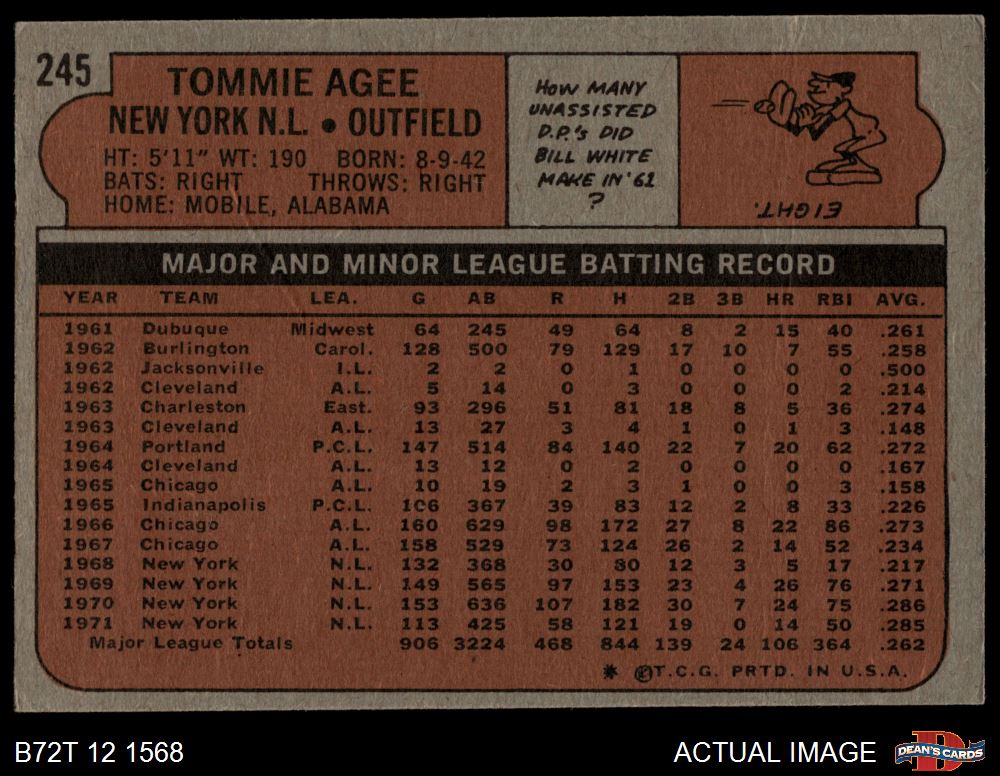 245
TOMMIE AGEE
NEW YORK N.L. • OUTFIELD
HT: 5'11" WT: 190 BORN: 8-9-42
BATS: RIGHT THROWS: RIGHT
HOME: MOBILE, ALABAMA
HOW MANY
UNASSISTED
D.P.'S DID
BILL WHITE
MAKE IN '61
?
EIGHT.
MAJOR AND MINOR LEAGUE BATTING RECORD
YEAR TEAM LEA. G AB R H 2B 3B HR RBI AVG.
1961 Dubuque Midwest 64 245 49 64 8 2 15 40 .261
1962 Burlington Carol. 128 500 79 129 17 10 7 55 .258
1962 Jacksonville I.L. 2 2 0 1 0 0 0 0 .500
1962 Cleveland A.L. 5 14 0 3 0 0 0 2 .214
1963 Charleston East. 93 296 51 81 18 8 5 36 .274
1963 Cleveland A.L. 13 27 3 4 1 0 1 3 .148
1964 Portland P.C.L. 147 514 84 140 22 7 20 62 .272
1964 Cleveland A.L. 13 12 0 2 0 0 0 0 .167
1965 Chicago A.L. 10 19 2 3 1 0 0 3 .158
1965 Indianapolis P.C.L. 106 367 39 83 12 2 8 33 .226
1966 Chicago A.L. 160 629 98 172 27 8 22 86 .273
1967 Chicago A.L. 158 529 73 124 26 2 14 52 .234
1968 New York N.L. 132 368 30 80 12 3 5 17 .217
1969 New York N.L. 149 565 97 153 23 4 26 76 .271
1970 New York N.L. 153 636 107 182 30 7 24 75 .286
1971 New York N.L. 113 425 58 121 19 0 14 50 .285
Major League Totals 906 3224 468 844 139 24 106 364 .262
* ©T.C.G. PRTD. IN U.S.A.
B72T 12 1568
ACTUAL IMAGE
D
DEAN'S CARDS